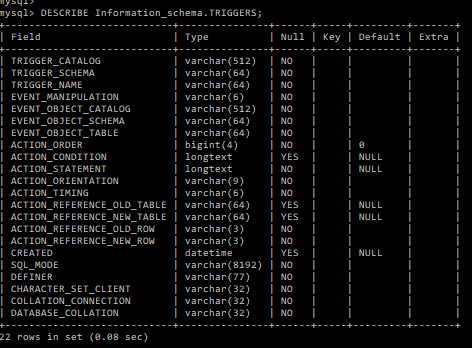 mysql>
mysql> DESCRIBE Information_schema.TRIGGERS;
+----------------------------+---------------+------+-----+---------+-------+
| Field                      | Type          | Null | Key | Default | Extra |
+----------------------------+---------------+------+-----+---------+-------+
| TRIGGER_CATALOG            | varchar(512)  | NO   |     |         |       |
| TRIGGER_SCHEMA             | varchar(64)   | NO   |     |         |       |
| TRIGGER_NAME               | varchar(64)   | NO   |     |         |       |
| EVENT_MANIPULATION         | varchar(6)    | NO   |     |         |       |
| EVENT_OBJECT_CATALOG       | varchar(512)  | NO   |     |         |       |
| EVENT_OBJECT_SCHEMA        | varchar(64)   | NO   |     |         |       |
| EVENT_OBJECT_TABLE         | varchar(64)   | NO   |     |         |       |
| ACTION_ORDER               | bigint(4)     | NO   |     | 0       |       |
| ACTION_CONDITION           | longtext      | YES  |     | NULL    |       |
| ACTION_STATEMENT           | longtext      | NO   |     | NULL    |       |
| ACTION_ORIENTATION         | varchar(9)    | NO   |     |         |       |
| ACTION_TIMING              | varchar(6)    | NO   |     |         |       |
| ACTION_REFERENCE_OLD_TABLE | varchar(64)   | YES  |     | NULL    |       |
| ACTION_REFERENCE_NEW_TABLE | varchar(64)   | YES  |     | NULL    |       |
| ACTION_REFERENCE_OLD_ROW   | varchar(3)    | NO   |     |         |       |
| ACTION_REFERENCE_NEW_ROW   | varchar(3)    | NO   |     |         |       |
| CREATED                    | datetime      | YES  |     | NULL    |       |
| SQL_MODE                   | varchar(8192) | NO   |     |         |       |
| DEFINER                    | varchar(77)   | NO   |     |         |       |
| CHARACTER_SET_CLIENT       | varchar(32)   | NO   |     |         |       |
| COLLATION_CONNECTION       | varchar(32)   | NO   |     |         |       |
| DATABASE_COLLATION         | varchar(32)   | NO   |     |         |       |
+----------------------------+---------------+------+-----+---------+-------+
22 rows in set (0.08 sec)